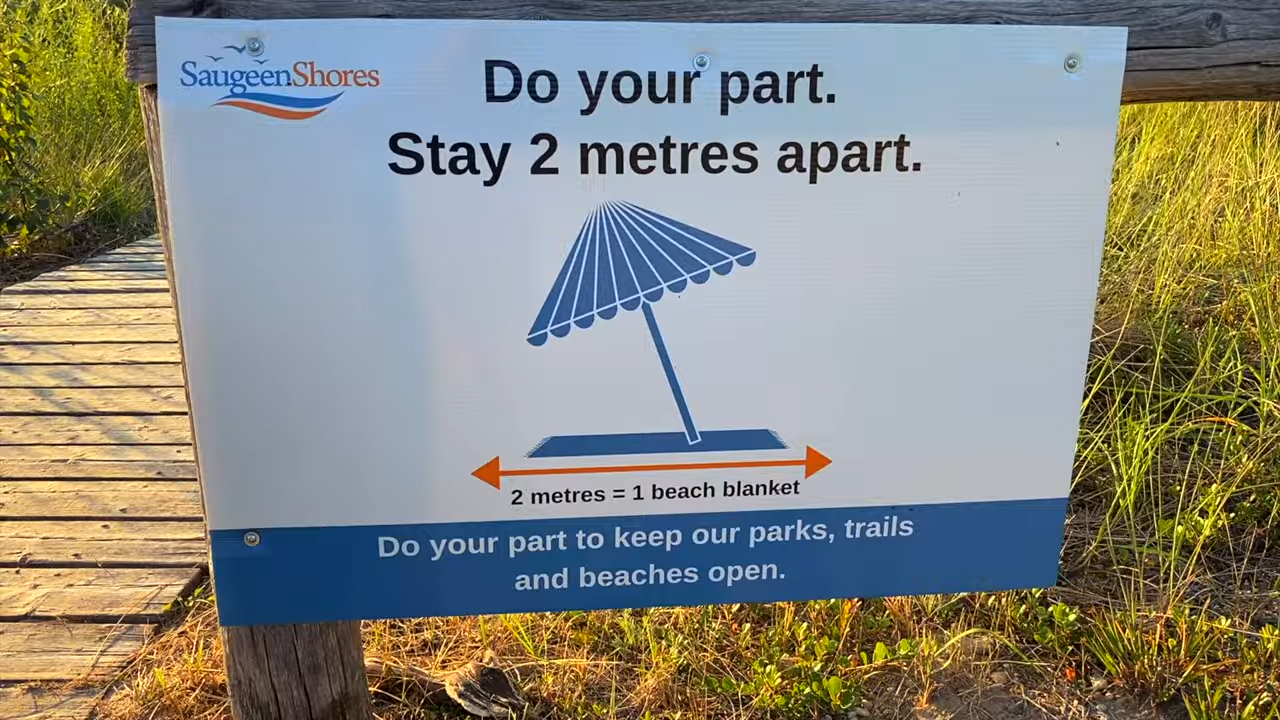 SaugeenShores
Do your part.
Stay 2 metres apart.
2 metres = 1 beach blanket
Do your part to keep our parks, trails
and beaches open.